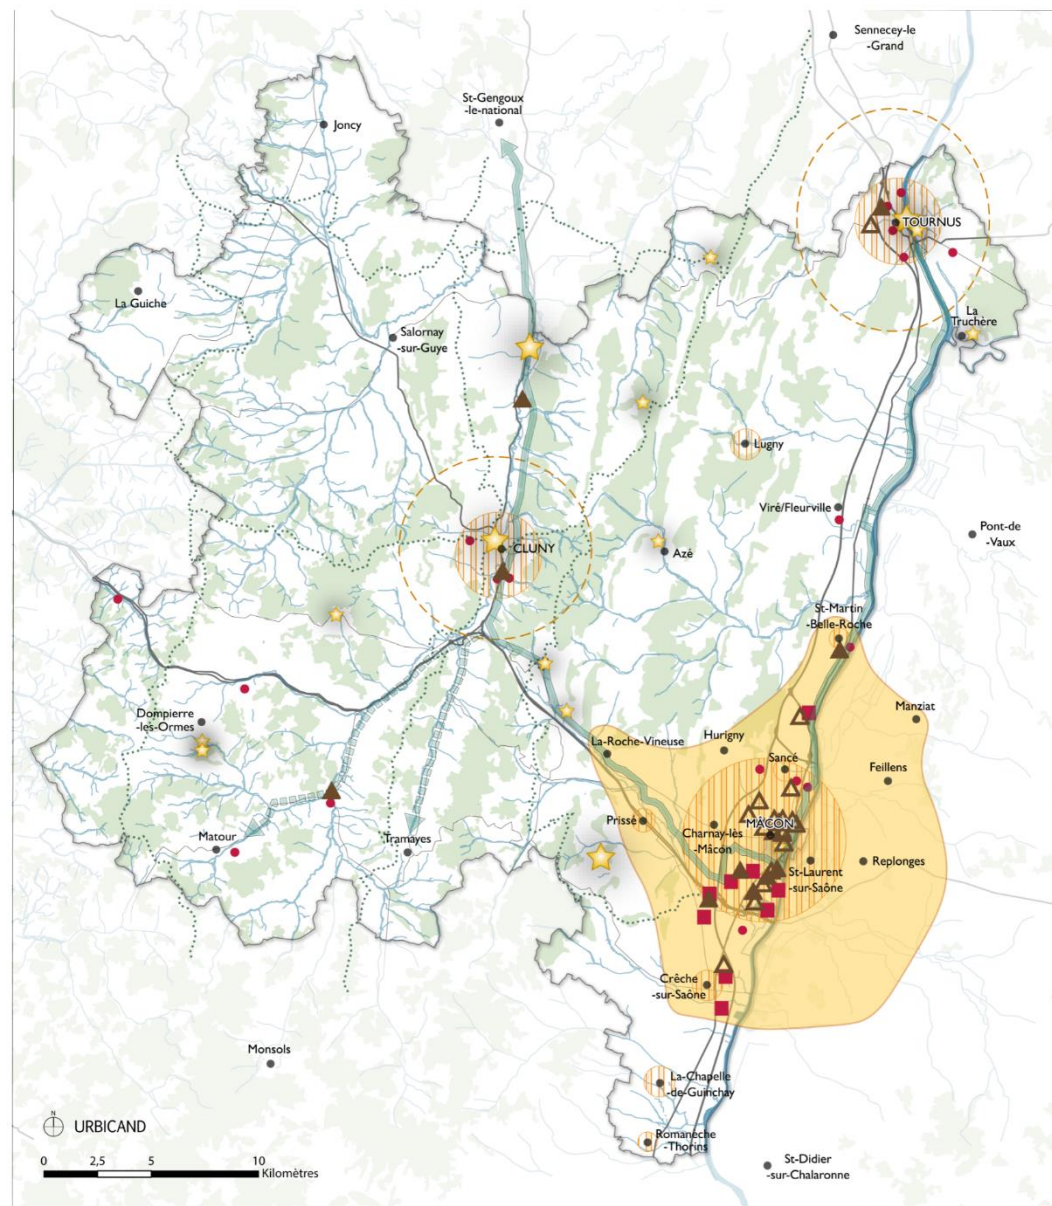 Sennecey-le
-Grand
St-Gengoux
-le-national
Joncy
TOURNUS
La Guiche
La
Truchère
Salornay
-sur-Guye
Lugny
Viré/Fleurville
Pont-de
-Vaux
CLUNY
Azé
St-Martin
-Belle-Roche
Dompierre
-les-Ormes
Manziat
La-Roche-Vineuse
Hurigny
Sancé
Feillens
Prissé
Charnay-lès
-Mâcon
MÂCON
Matour
Tramayes
St-Laurent
-sur-Saône
Replonges
Crêche
-sur-Saône
Monsols
La-Chapelle
-de-Guinchay
N
URBICAND
Romanèche
-Thorins
St-Didier
-sur-Chalaronne
0 2,5 5 10
Kilomètres